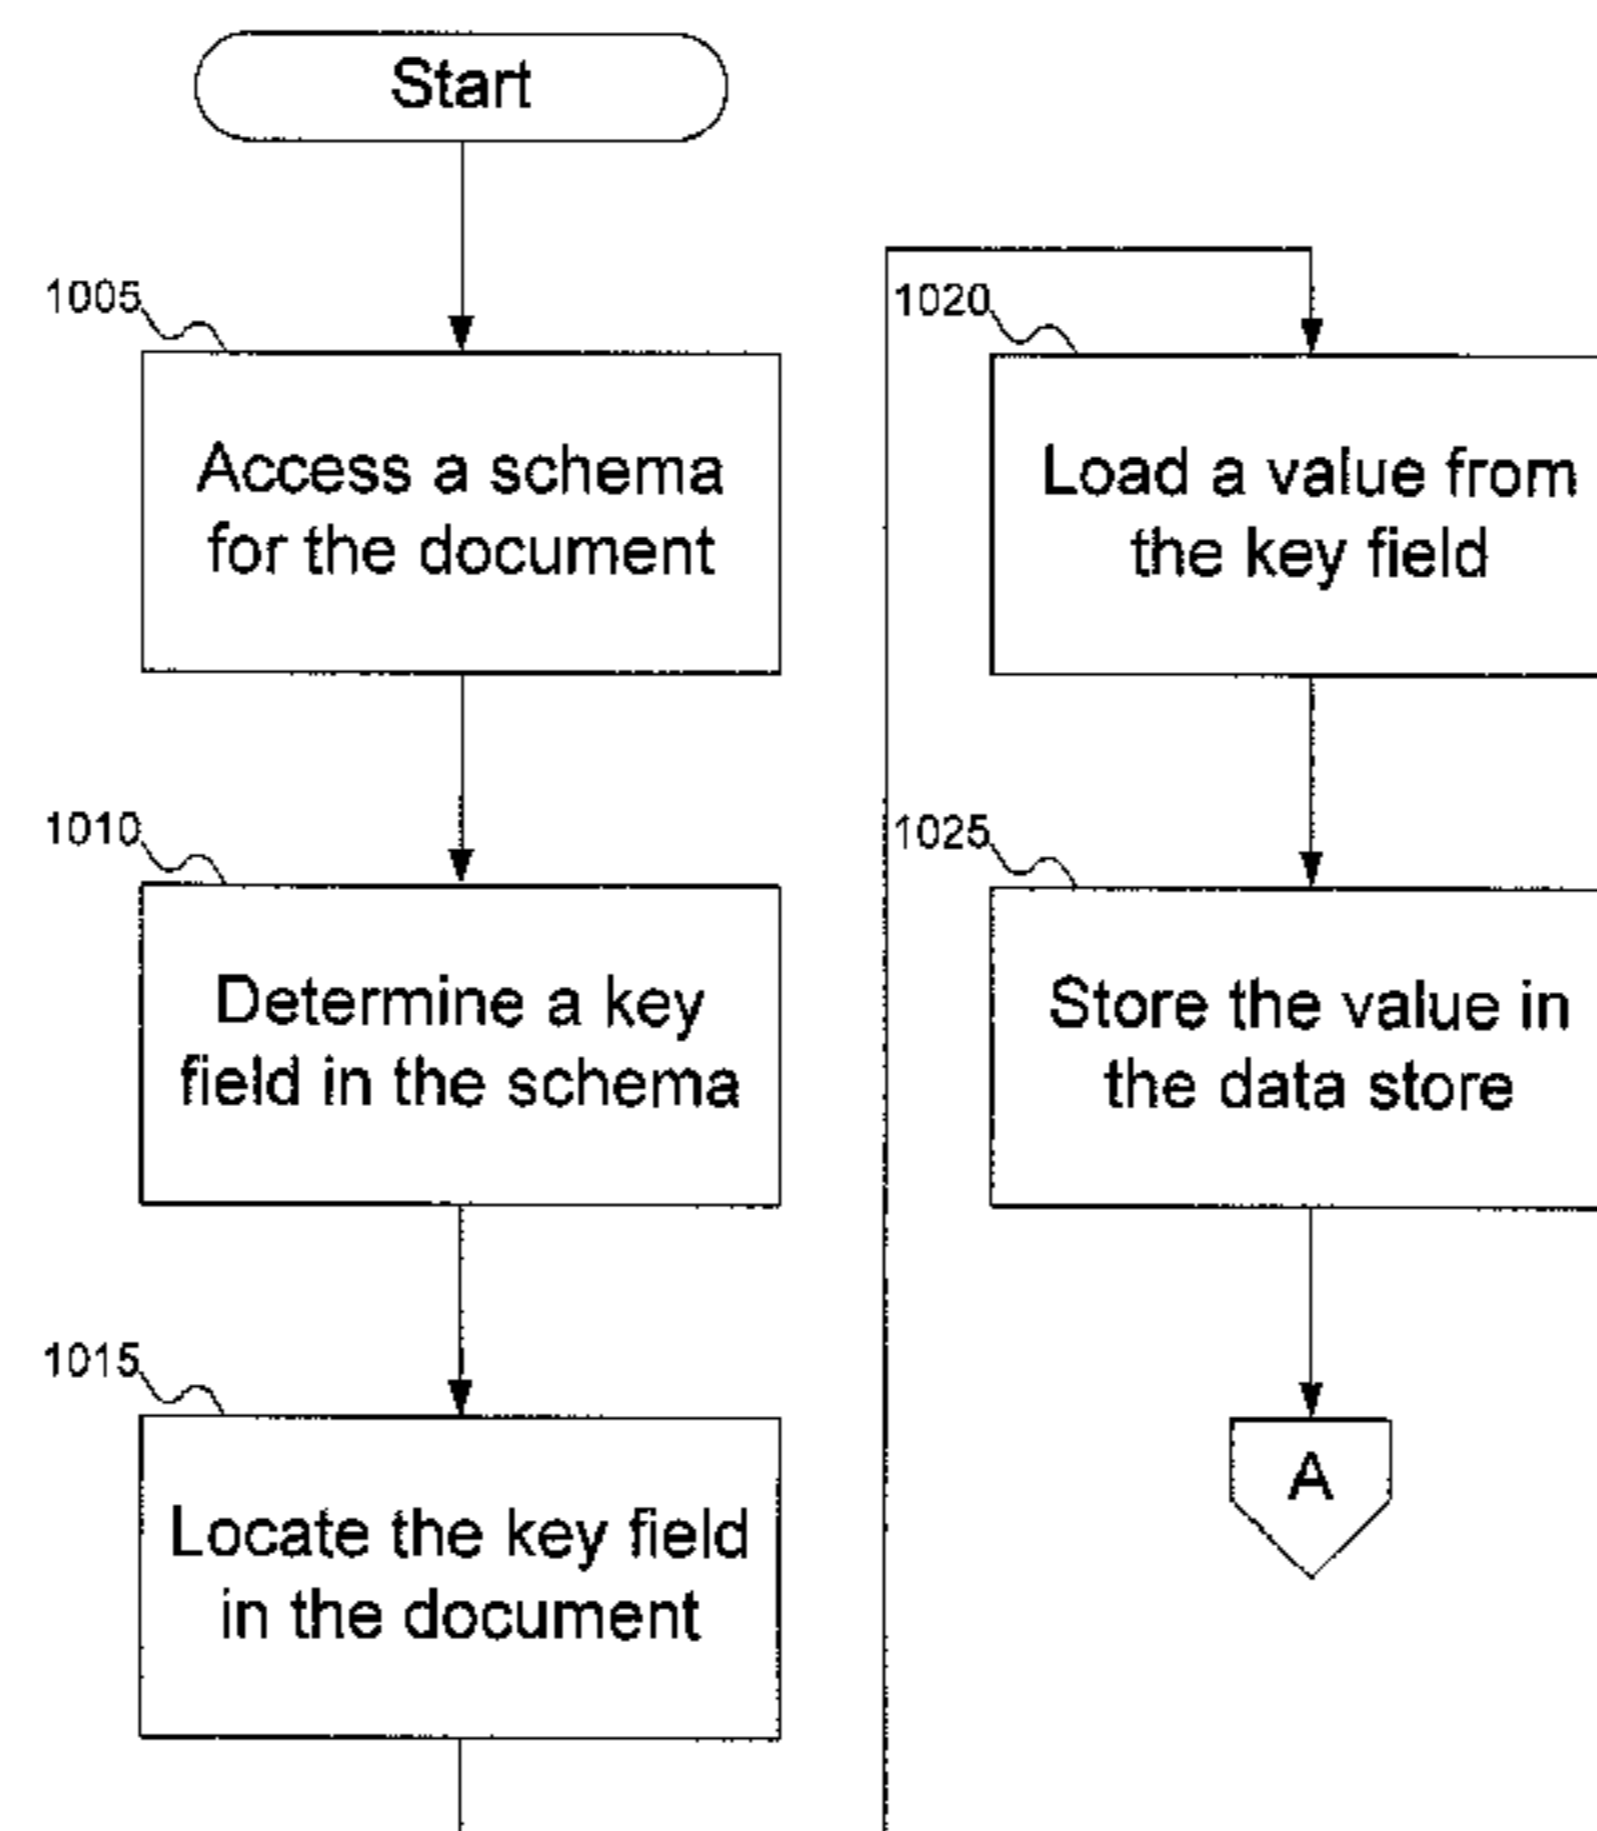 Start
1005
Access a schema
for the document
1010
Determine a key
field in the schema
1015
Locate the key field
in the document
1020
Load a value from
the key field
1025
Store the value in
the data store
A